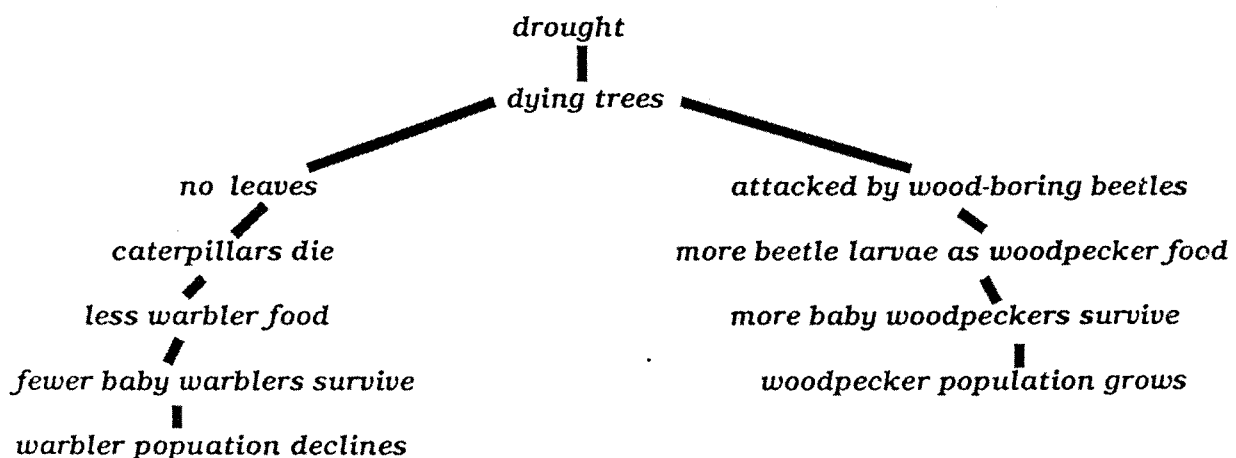 drought
dying trees
no leaves
caterpillars die
less warbler food
fewer baby warblers survive
warbler popuation declines
attacked by wood-boring beetles
more beetle larvae as woodpecker food
more baby woodpeckers survive
woodpecker population grows